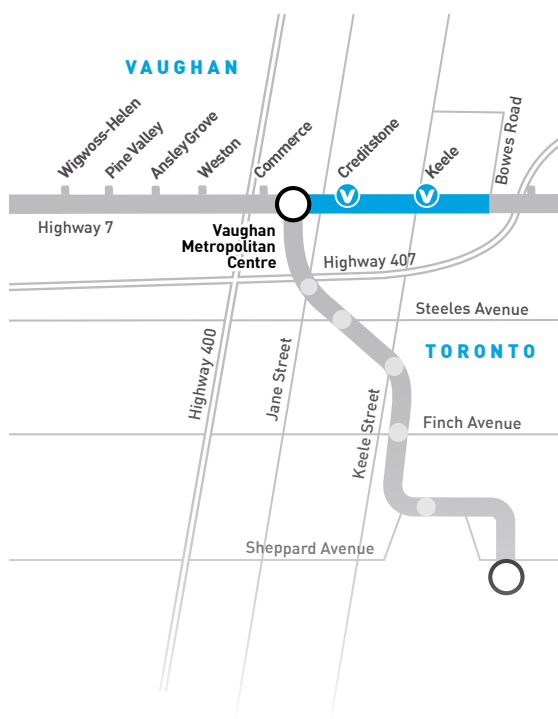 VAUGHAN
Wigwoss-Helen
Pine Valley
Ansley Grove
Weston
Commerce
Creditstone
Keele
Bowes Road
V
V
Highway 7
Vaughan
Metropolitan
Centre
Highway 407
Steeles Avenue
TORONTO
Highway 400
Jane Street
Keele Street
Finch Avenue
Sheppard Avenue